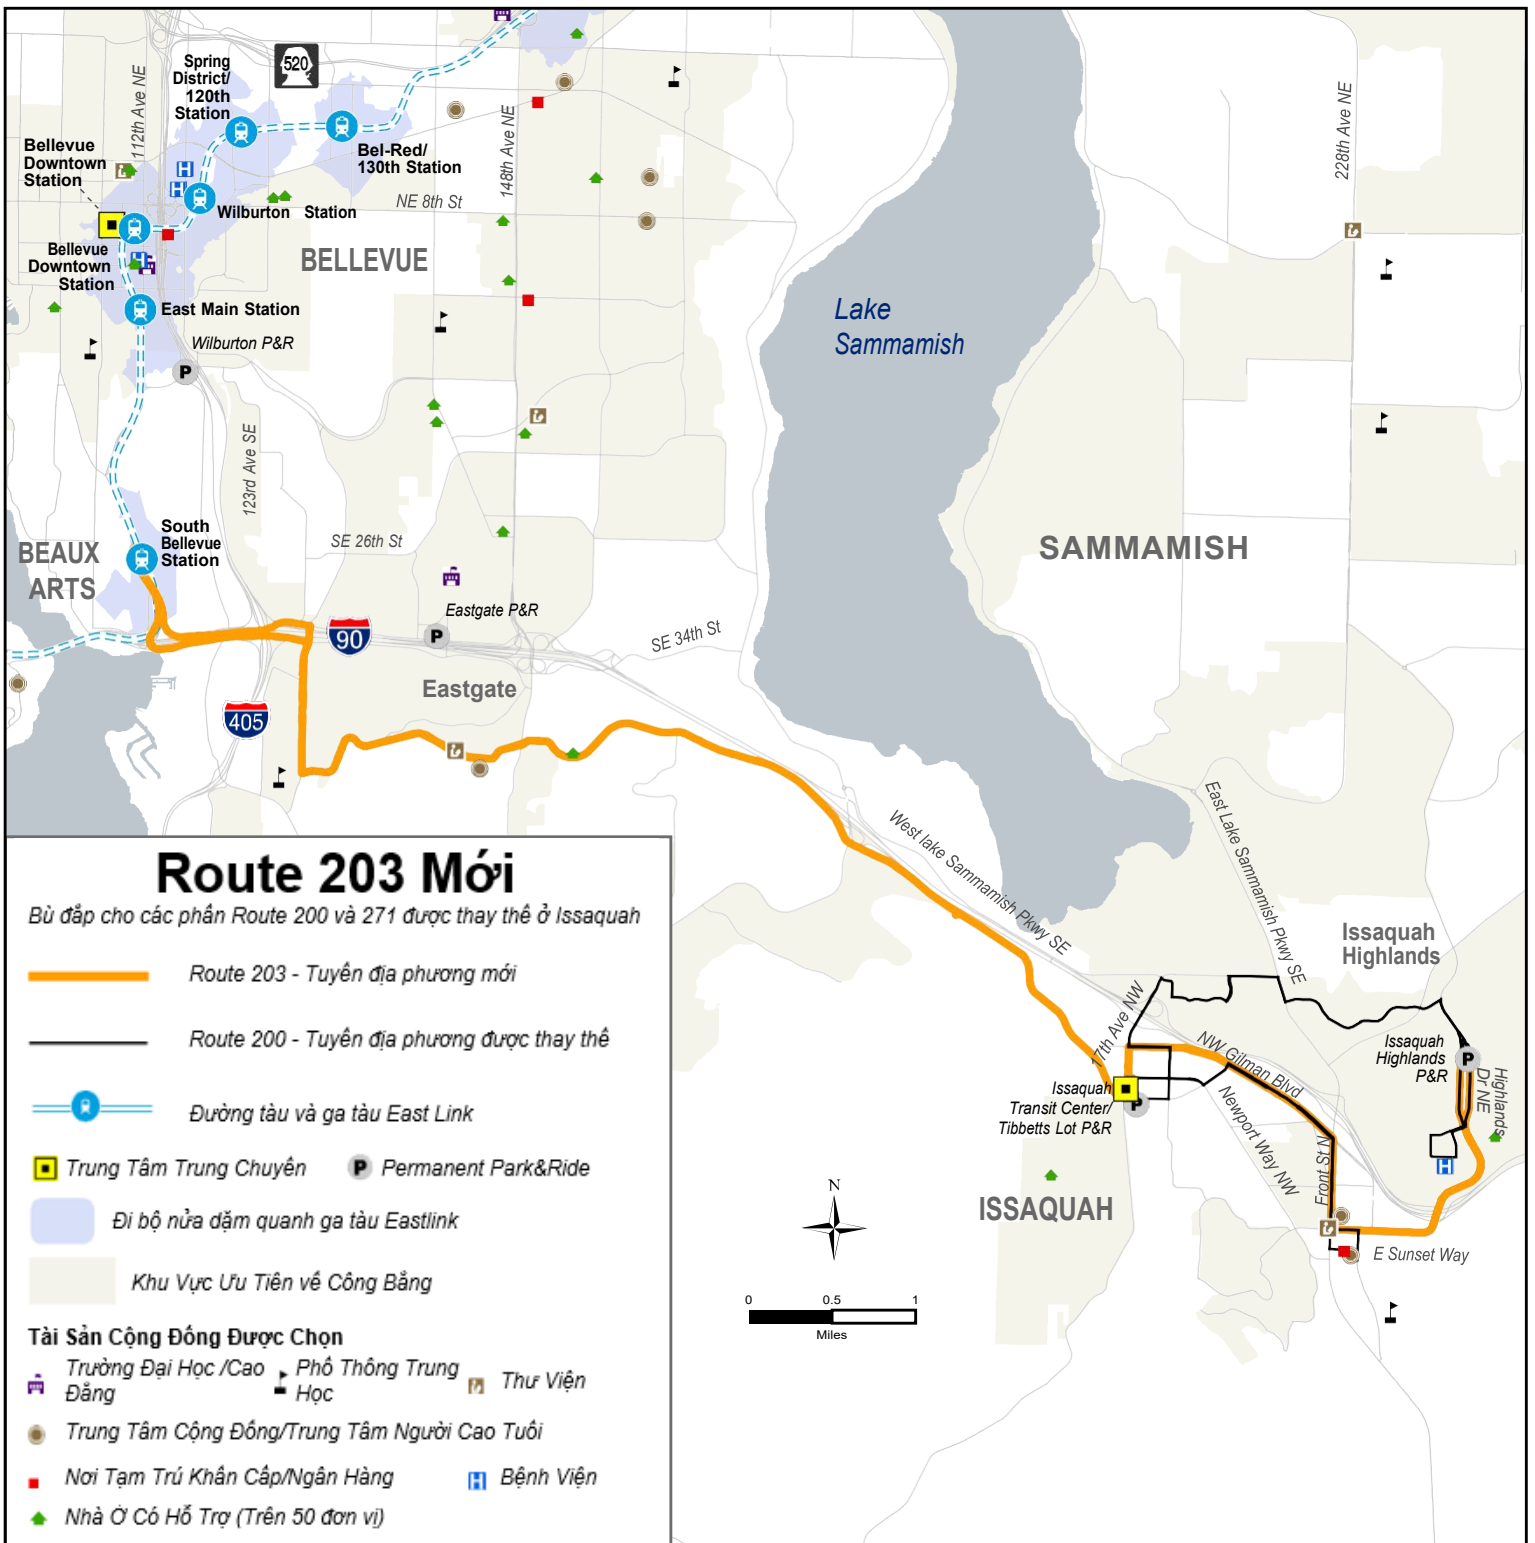 520
Spring
District/
120th
Station
112th Ave NE
Bellevue
Downtown
Station
Bel-Red/
130th Station
148th Ave NE
228th Ave NE
NE 8th St
Wilburton Station
BELLEVUE
Bellevue
Downtown
Station
East Main Station
Wilburton P&R
P
Lake
Sammamish
123rd Ave SE
South
Bellevue
Station
SE 26th St
BEAUX
ARTS
SAMMAMISH
Eastgate P&R
P
90
SE 34th St
Eastgate
405
West lake Sammamish Pkwy SE
East Lake Sammamish Pkwy SE
Issaquah
Highlands
17th Ave NW
NW Gilman Blvd
Issaquah
Highlands
P&R
P
Highlands
Dr NE
Issaquah
Transit Center/
Tibbetts Lot P&R
P
Newport Way NW
Front St N
ISSAQUAH
E Sunset Way
N
0 0.5 1
Miles
Route 203 Mới
Bù đắp cho các phần Route 200 và 271 được thay thế ở Issaquah
Route 203 - Tuyến địa phương mới
Route 200 - Tuyến địa phương được thay thế
Đường tàu và ga tàu East Link
Trung Tâm Trung Chuyển
P Permanent Park&Ride
Đi bộ nửa dặm quanh ga tàu Eastlink
Khu Vực Ưu Tiên về Công Bằng
Tài Sản Cộng Đồng Được Chọn
Trường Đại Học /Cao
Đẳng
Phổ Thông Trung
Học
Thư Viện
Trung Tâm Cộng Đồng/Trung Tâm Người Cao Tuổi
Nơi Tạm Trú Khẩn Cấp/Ngân Hàng
H Bệnh Viện
Nhà Ở Có Hỗ Trợ (Trên 50 đơn vị)